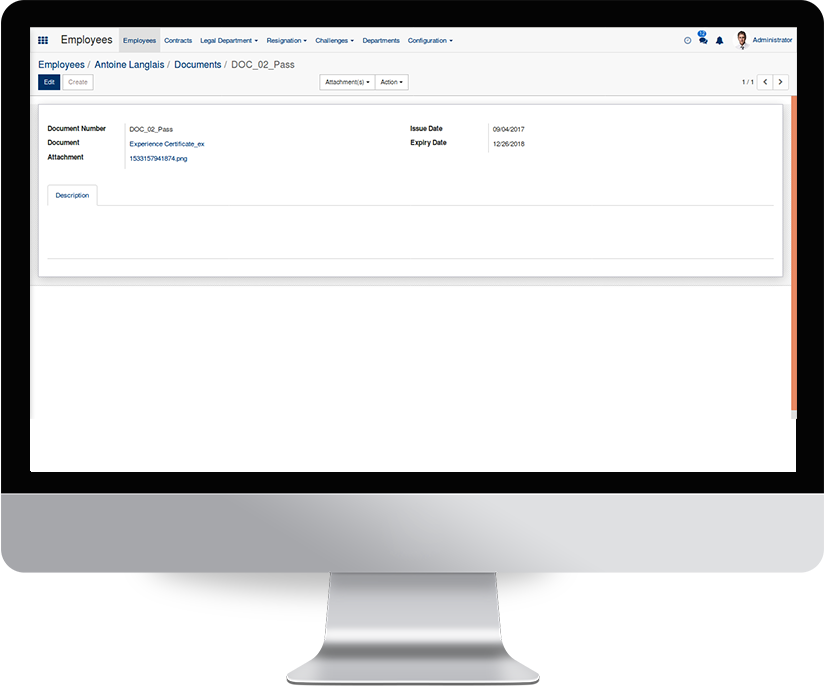 Employees Employees Contracts Legal Department Resignation Challenges Departments Configuration 12 Administrator
Employees / Antoine Langlais / Documents / DOC_02_Pass
Edit Create Attachment(s) Action 1 / 1
Document Number DOC_02_Pass Issue Date 09/04/2017
Document Experience Certificate_ex Expiry Date 12/26/2018
Attachment 1533157941874.png
Description